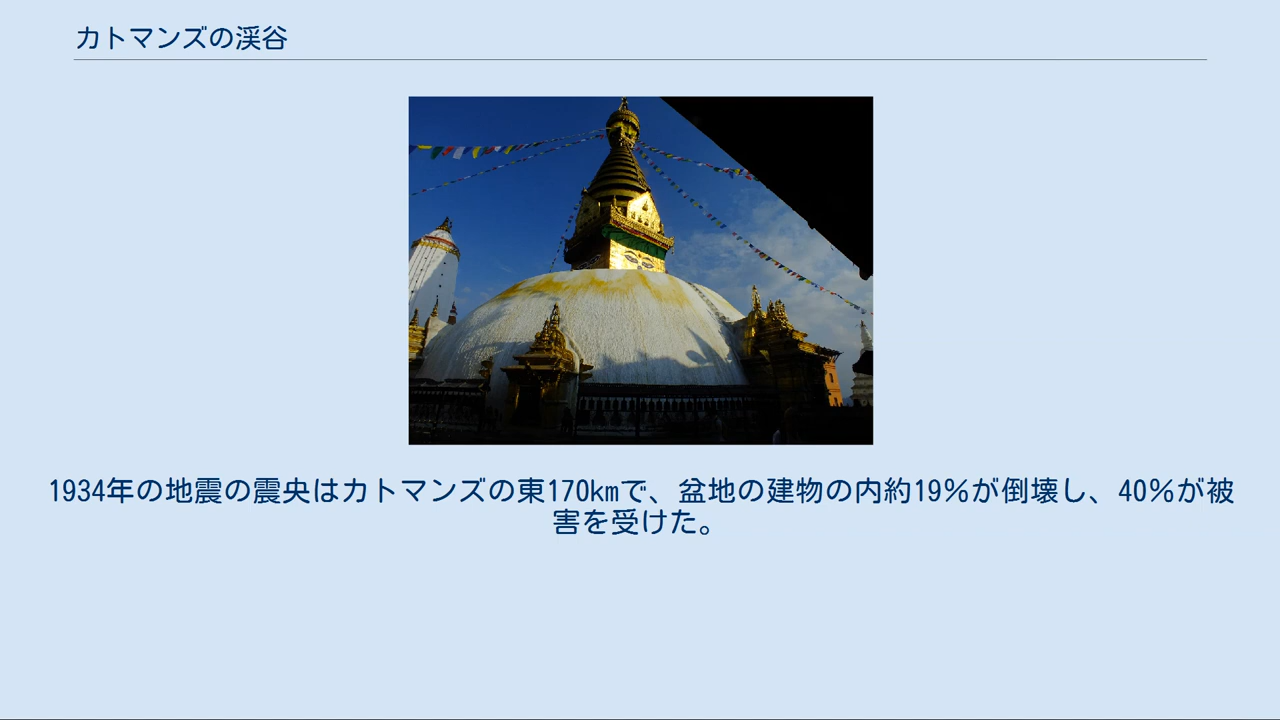 カトマンズの渓谷
1934年の地震の震央はカトマンズの東170kmで、盆地の建物の内約19％が倒壊し、40％が被
害を受けた。